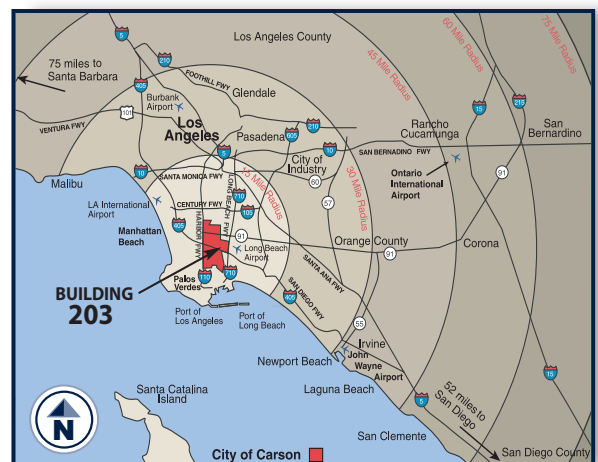 5
Los Angeles County
45 Mile Radius
60 Mile Radius
75 Mile Radius
75 miles to
Santa Barbara
210
FOOTHILL FWY
Glendale
405
Burbank
Airport
101
VENTURA FWY
Los
Angeles
Pasadena
605
210
15
215
Rancho
Cucamonga
San
Bernardino
5
10
SAN BERNADINO FWY
City of
Industry
Ontario
International
Airport
91
Malibu
10
SANTA MONICA FWY
15 Mile Radius
60
57
30 Mile Radius
LA International
Airport
CENTURY FWY
HARBOR FWY
LONG BEACH FWY
710
105
405
Manhattan
Beach
91
Long Beach
Airport
Orange County
91
Corona
Palos
Verdes
110
710
SANTA ANA FWY
SAN DIEGO FWY
405
BUILDING
203
Port of
Los Angeles
Port of
Long Beach
55
Irvine
John
Wayne
Airport
Newport Beach
Laguna Beach
15
Santa Catalina
Island
5
52 miles to
San Diego
San Clemente
San Diego County
N
City of Carson